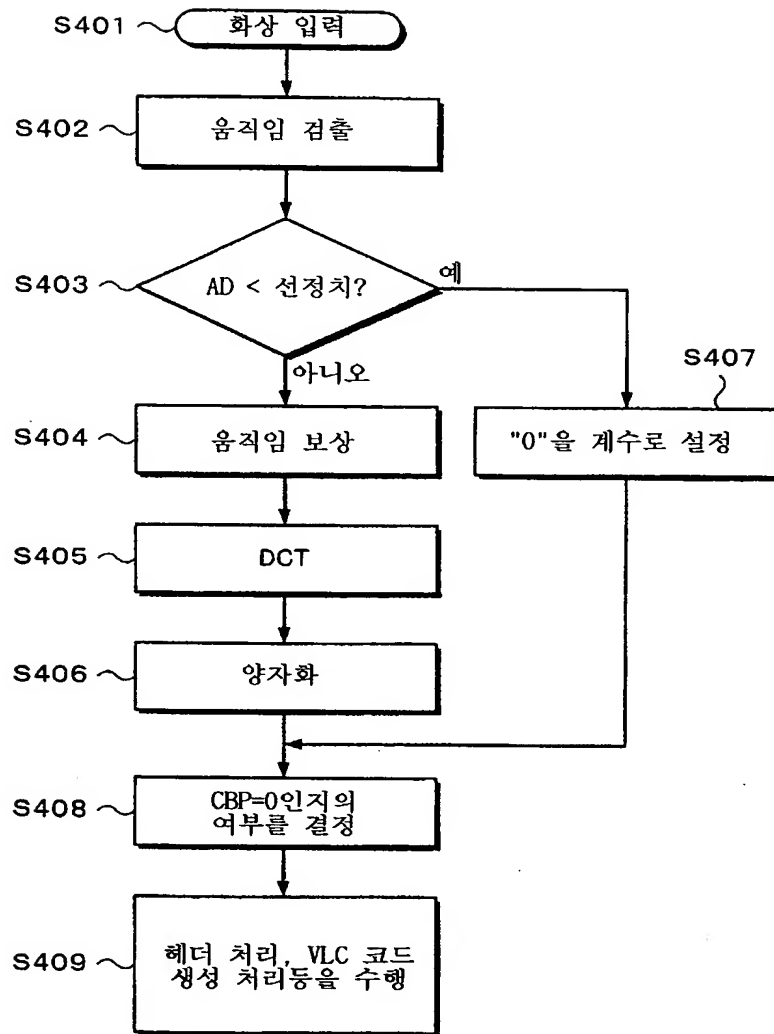 S401
화상 입력
S402
움직임 검출
S403
AD < 선정치?
예
아니오
S404
움직임 보상
S407
"0"을 계수로 설정
S405
DCT
S406
양자화
S408
CBP=0인지의
여부를 결정
S409
헤더 처리, VLC 코드
생성 처리등을 수행